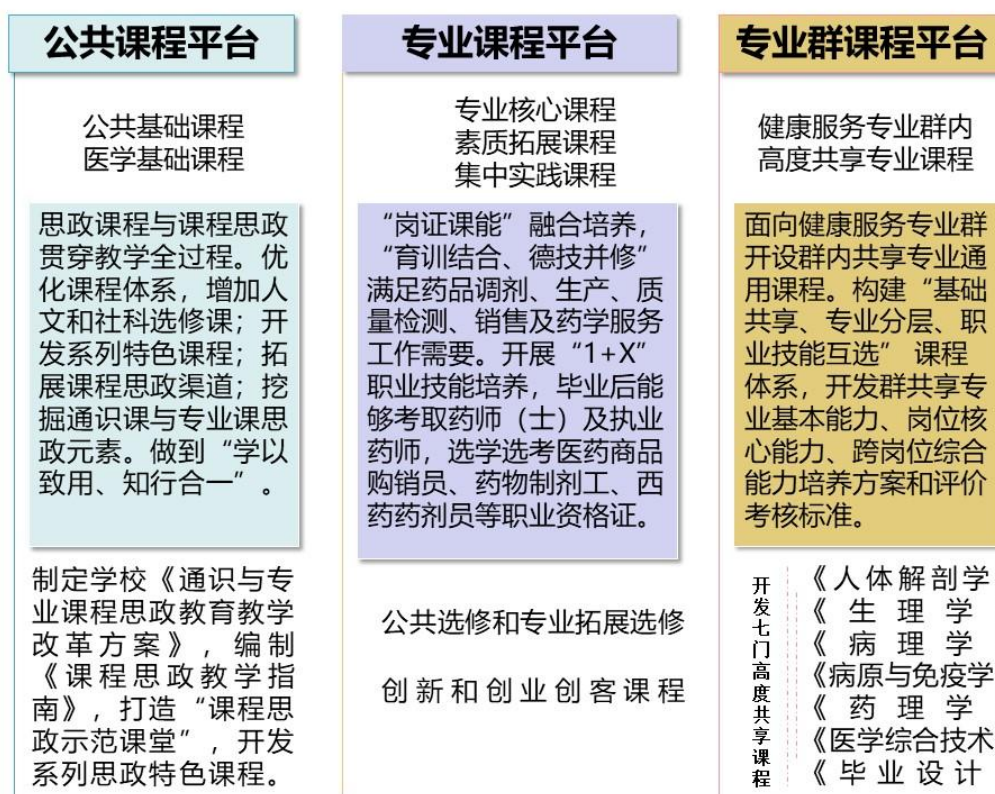 公共课程平台
公共基础课程
医学基础课程
思政课程与课程思政
贯穿教学全过程。优
化课程体系，增加人
文和社科选修课；开
发系列特色课程；拓
展课程思政渠道；挖
掘通识课与专业课思
政元素。做到“学以
致用、知行合一”。
制定学校《通识与专
业课程思政教育教学
改革方案》，编制
《课程思政教学指
南》，打造“课程思
政示范课堂”，开发
系列思政特色课程。
专业课程平台
专业核心课程
素质拓展课程
集中实践课程
“岗证课能”融合培养，
“育训结合、德技并修”
满足药品调剂、生产、质
量检测、销售及药学服务
工作需要。开展“1+X”
职业技能培养，毕业后能
够考取药师（士）及执业
药师，选学选考医药商品
购销员、药物制剂工、西
药药剂员等职业资格证。
公共选修和专业拓展选修
创新和创业创客课程
专业群课程平台
健康服务专业群内
高度共享专业课程
面向健康服务专业群
开设群内共享专业通
用课程。构建“基础
共享、专业分层、职
业技能互选” 课程
体系，开发群共享专
业基本能力、岗位核
心能力、跨岗位综合
能力培养方案和评价
考核标准。
开发七门高度共享课程
《人体解剖学
《生理学
《病理学
《病原与免疫学
《药理学
《医学综合技术
《毕业设计